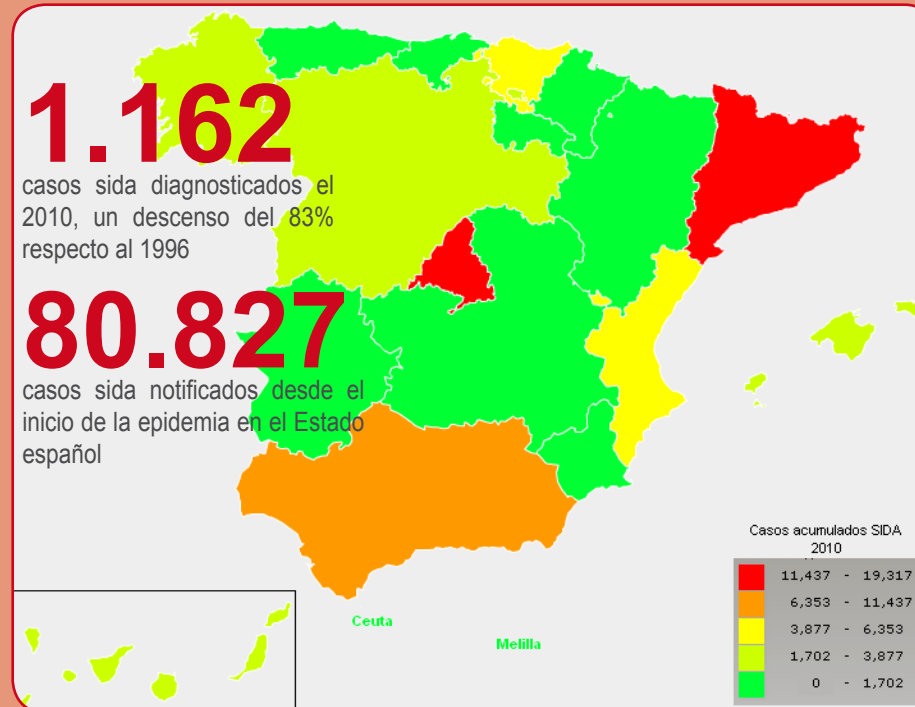 1.162
casos sida diagnosticados el
2010, un descenso del 83%
respecto al 1996
80.827
casos sida notificados desde el
inicio de la epidemia en el Estado
español
Ceuta
Melilla
Casos acumulados SIDA
2010
11,437 - 19,317
6,353 - 11,437
3,877 - 6,353
1,702 - 3,877
0 - 1,702